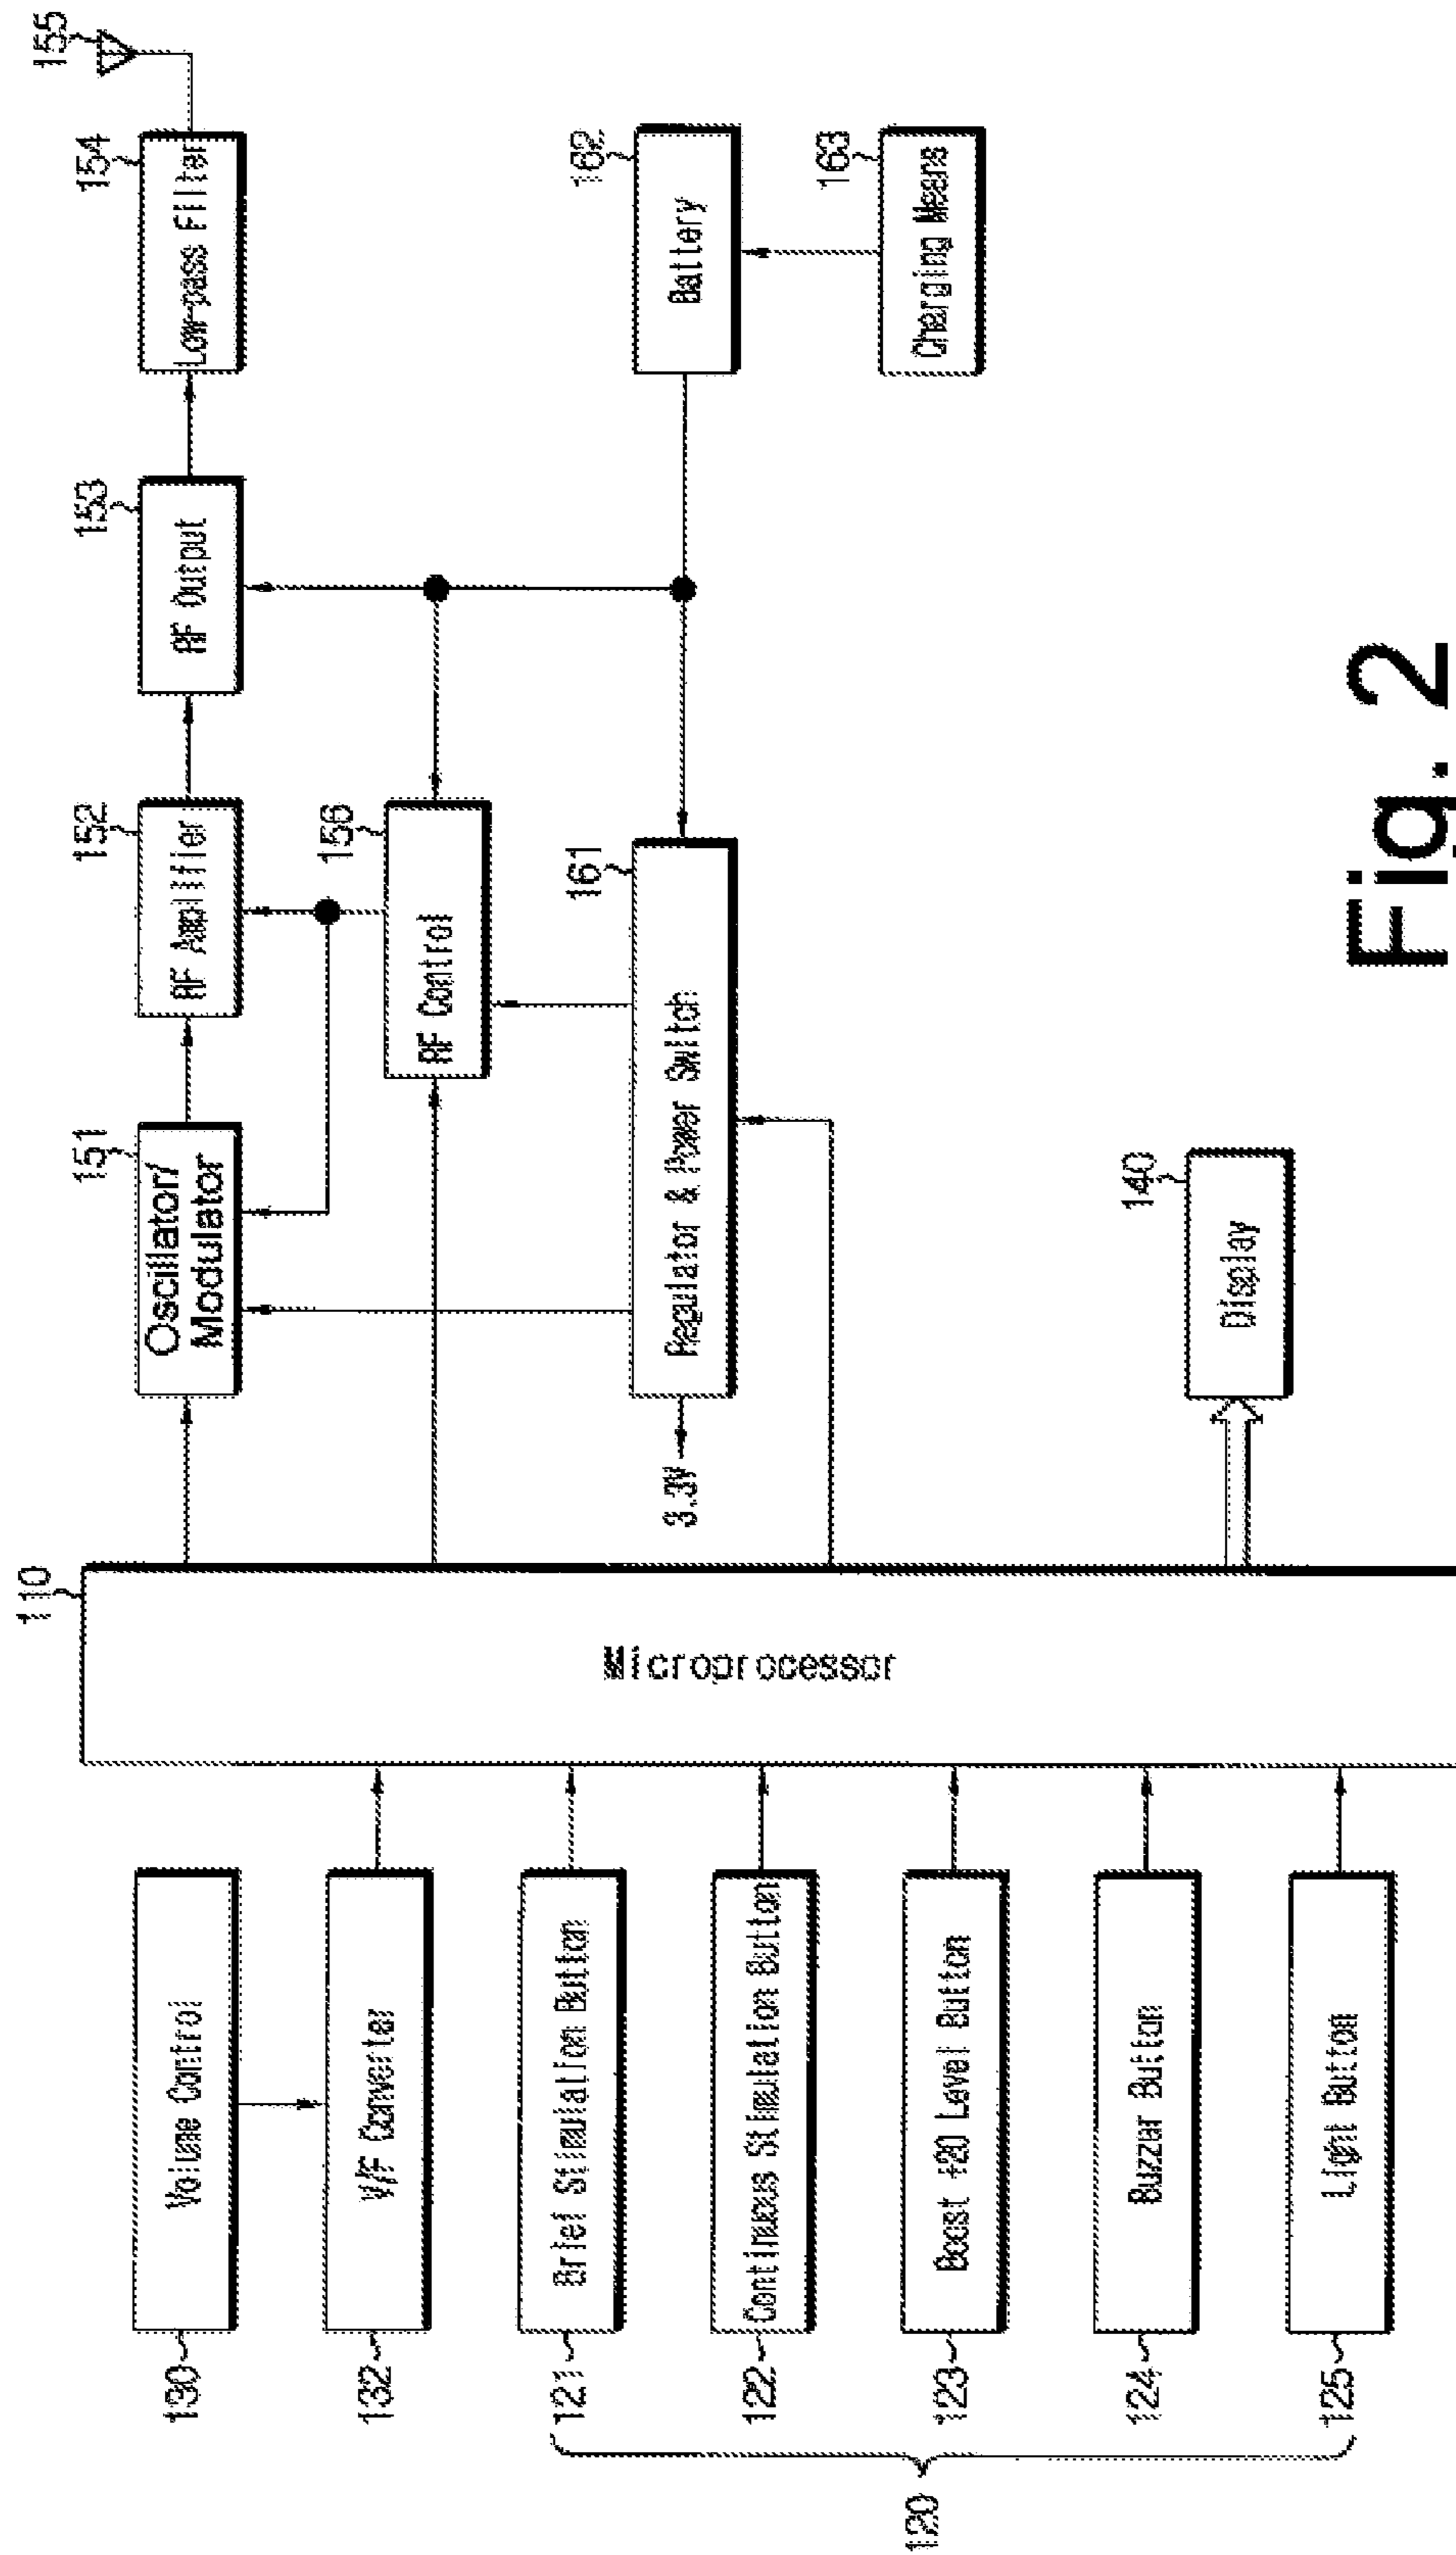 110
155
154
Low-pass Filter
153
RF Output
152
RF Amplifier
151
Oscillator/
Modulator
156
RF Control
162
Battery
163
Charging Means
161
Regulator & Power Switch
3.3V
140
Display
Microprocessor
130
Volume Control
132
V/F Converter
121
Brief Stimulation Button
122
Continuous Stimulation Button
123
Boost +20 Level Button
124
Buzzer Button
125
Light Button
120
Fig. 2